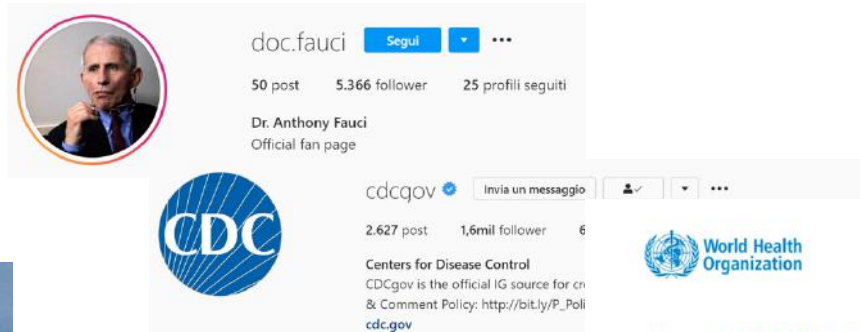 doc.fauci Segui
50 post 5.366 follower 25 profili seguiti
Dr. Anthony Fauci
Official fan page
CDC
cdcgov Invia un messaggio
2.627 post 1,6mil follower 6
Centers for Disease Control
CDCgov is the official IG source for
& Comment Policy: http://bit.ly/P_Poli
cdc.gov
World Health
Organization